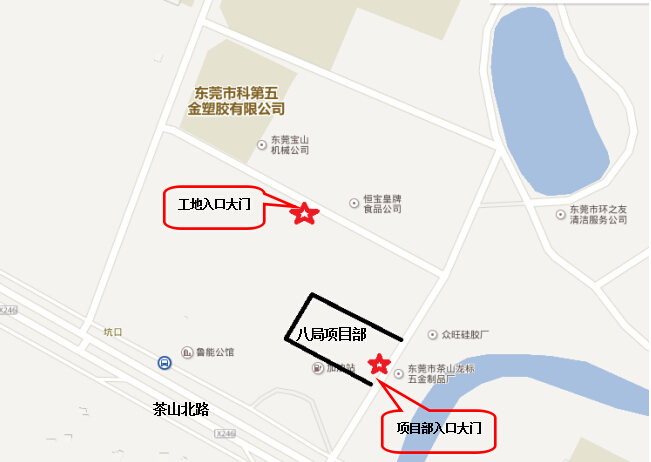 东莞市科第五
金塑胶有限公司
东莞宝山
机械公司
工地入口大门
恒宝皇牌
食品公司
东莞市环之友
清洁服务公司
X246
坑口
八局项目部
众旺硅胶厂
鲁能公馆
加油站
东莞市茶山龙标
五金制品厂
茶山北路
项目部入口大门
X246
X246